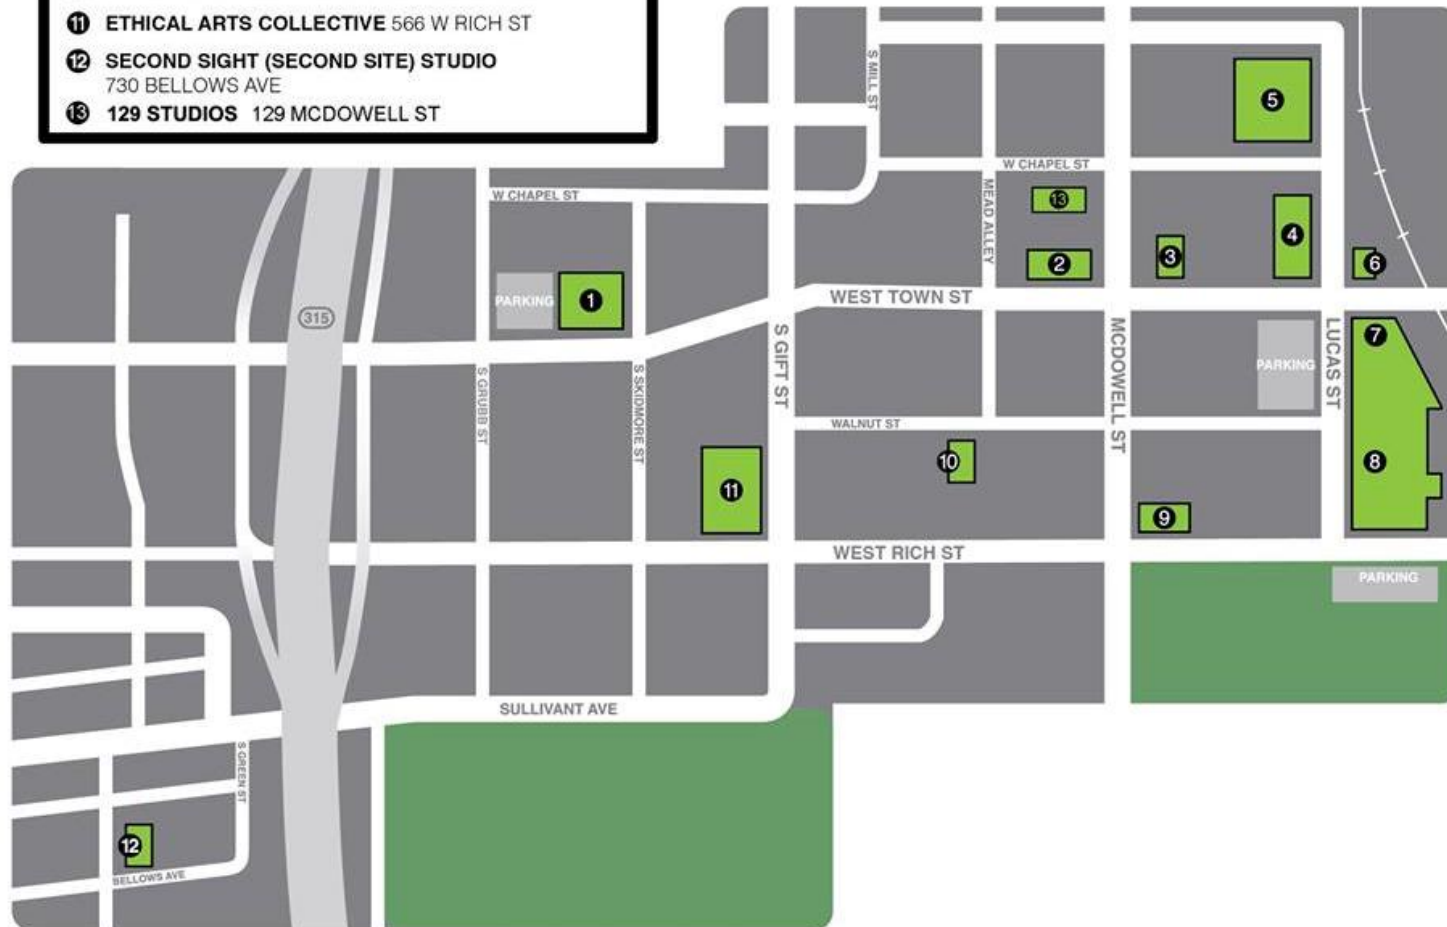 11 ETHICAL ARTS COLLECTIVE 566 W RICH ST
12 SECOND SIGHT (SECOND SITE) STUDIO
730 BELLOWS AVE
13 129 STUDIOS 129 MCDOWELL ST
S MILL ST
5
W CHAPEL ST
W CHAPEL ST
MEAD ALLEY
13
4
3
2
6
PARKING
1
WEST TOWN ST
315
S GIFT ST
MCDOWELL ST
LUCAS ST
7
PARKING
S GRUBB ST
S SKIDMORE ST
WALNUT ST
10
8
11
9
WEST RICH ST
PARKING
SULLIVANT AVE
S GREEN ST
12
BELLOWS AVE